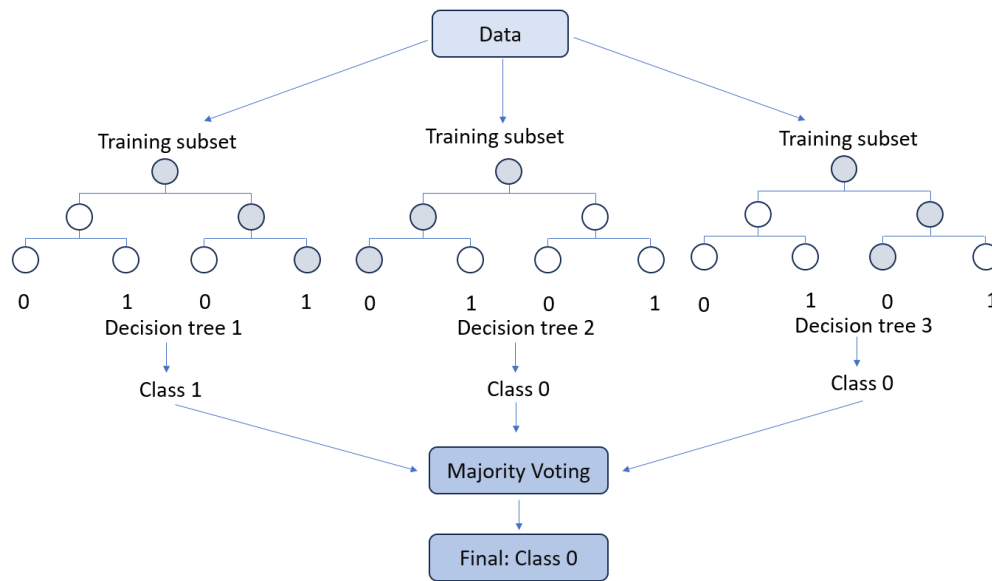 Data
Training subset
Training subset
Training subset
0 1 0 1
0 1 0 1
0 1 0 1
Decision tree 1
Decision tree 2
Decision tree 3
Class 1
Class 0
Class 0
Majority Voting
Final: Class 0